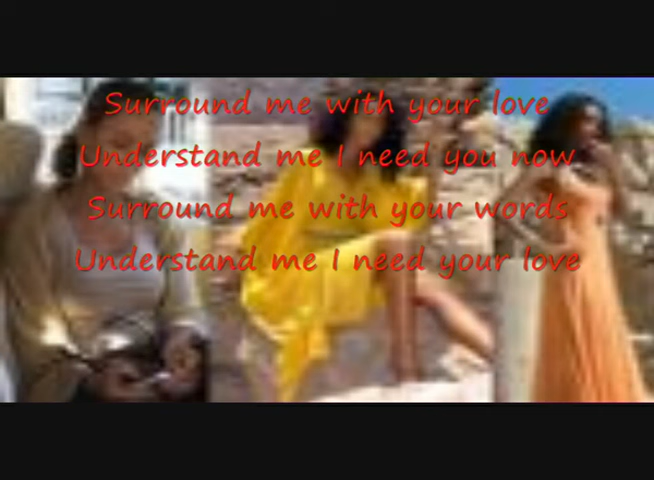 Surround me with your love
Understand me I need you now
Surround me with your words
Understand me I need your love